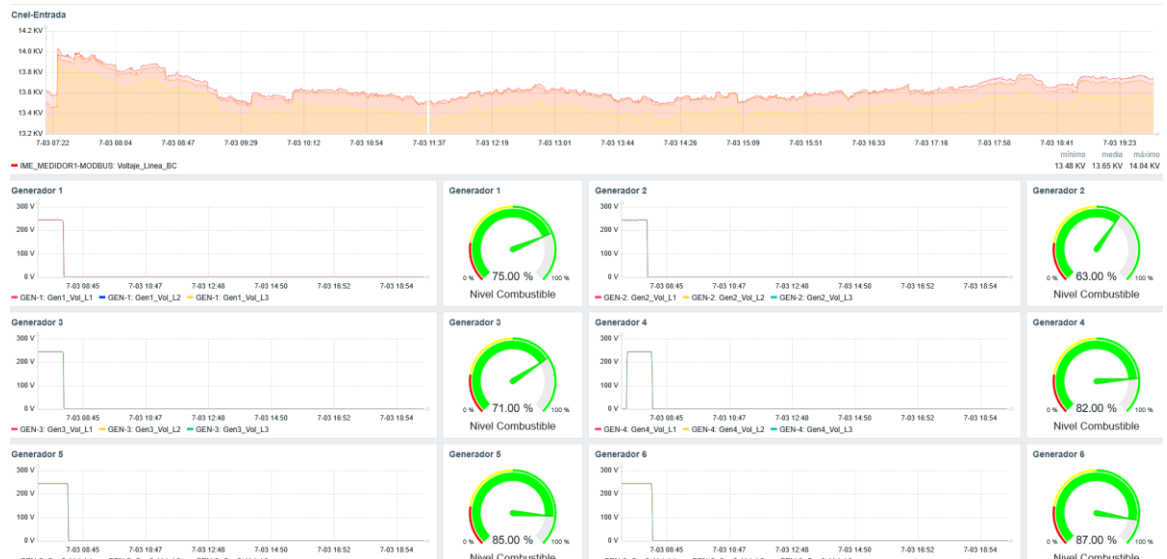 Cnel-Entrada
14.2 KV
14.0 KV
13.8 KV
13.6 KV
13.4 KV
13.2 KV
7-03 07:22 7-03 08:04 7-03 08:47 7-03 09:29 7-03 10:12 7-03 10:54 7-03 11:37 7-03 12:19 7-03 13:01 7-03 13:44 7-03 14:26 7-03 15:09 7-03 15:51 7-03 16:33 7-03 17:16 7-03 17:58 7-03 18:41 7-03 19:23
mínimo media máximo
IME_MEDIDOR1-MODBUS: Voltaje_Linea_BC 13.48 KV 13.65 KV 14.04 KV
Generador 1
300 V
200 V
100 V
0 V
7-03 08:45 7-03 10:47 7-03 12:48 7-03 14:50 7-03 16:52 7-03 18:54
GEN-1: Gen1_Vol_L1 GEN-1: Gen1_Vol_L2 GEN-1: Gen1_Vol_L3
Generador 1
0 % 75.00 % 100 %
Nivel Combustible
Generador 2
300 V
200 V
100 V
0 V
7-03 08:45 7-03 10:47 7-03 12:48 7-03 14:50 7-03 16:52 7-03 18:54
GEN-2: Gen2_Vol_L1 GEN-2: Gen2_Vol_L2 GEN-2: Gen2_Vol_L3
Generador 2
0 % 63.00 % 100 %
Nivel Combustible
Generador 3
300 V
200 V
100 V
0 V
7-03 08:45 7-03 10:47 7-03 12:48 7-03 14:50 7-03 16:52 7-03 18:54
GEN-3: Gen3_Vol_L1 GEN-3: Gen3_Vol_L2 GEN-3: Gen3_Vol_L3
Generador 3
0 % 71.00 % 100 %
Nivel Combustible
Generador 4
300 V
200 V
100 V
0 V
7-03 08:45 7-03 10:47 7-03 12:48 7-03 14:50 7-03 16:52 7-03 18:54
GEN-4: Gen4_Vol_L1 GEN-4: Gen4_Vol_L2 GEN-4: Gen4_Vol_L3
Generador 4
0 % 82.00 % 100 %
Nivel Combustible
Generador 5
300 V
200 V
100 V
0 V
7-03 08:45 7-03 10:47 7-03 12:48 7-03 14:50 7-03 16:52 7-03 18:54
Generador 5
0 % 85.00 % 100 %
Nivel Combustible
Generador 6
300 V
200 V
100 V
0 V
7-03 08:45 7-03 10:47 7-03 12:48 7-03 14:50 7-03 16:52 7-03 18:54
Generador 6
0 % 87.00 % 100 %
Nivel Combustible